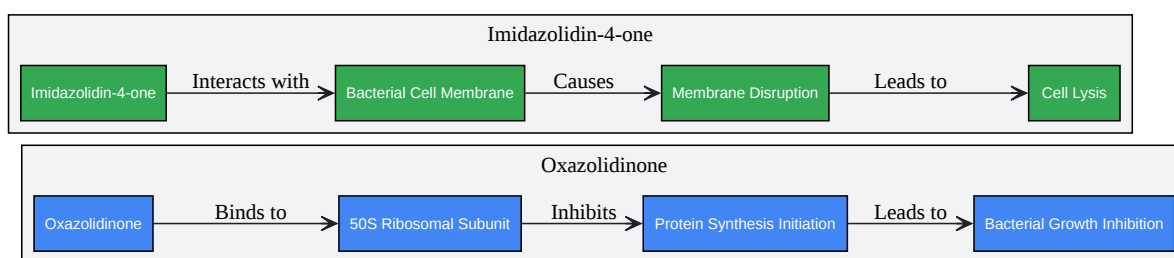 Imidazolidin-4-one
Imidazolidin-4-one
Interacts with
Bacterial Cell Membrane
Causes
Membrane Disruption
Leads to
Cell Lysis
Oxazolidinone
Oxazolidinone
Binds to
50S Ribosomal Subunit
Inhibits
Protein Synthesis Initiation
Leads to
Bacterial Growth Inhibition